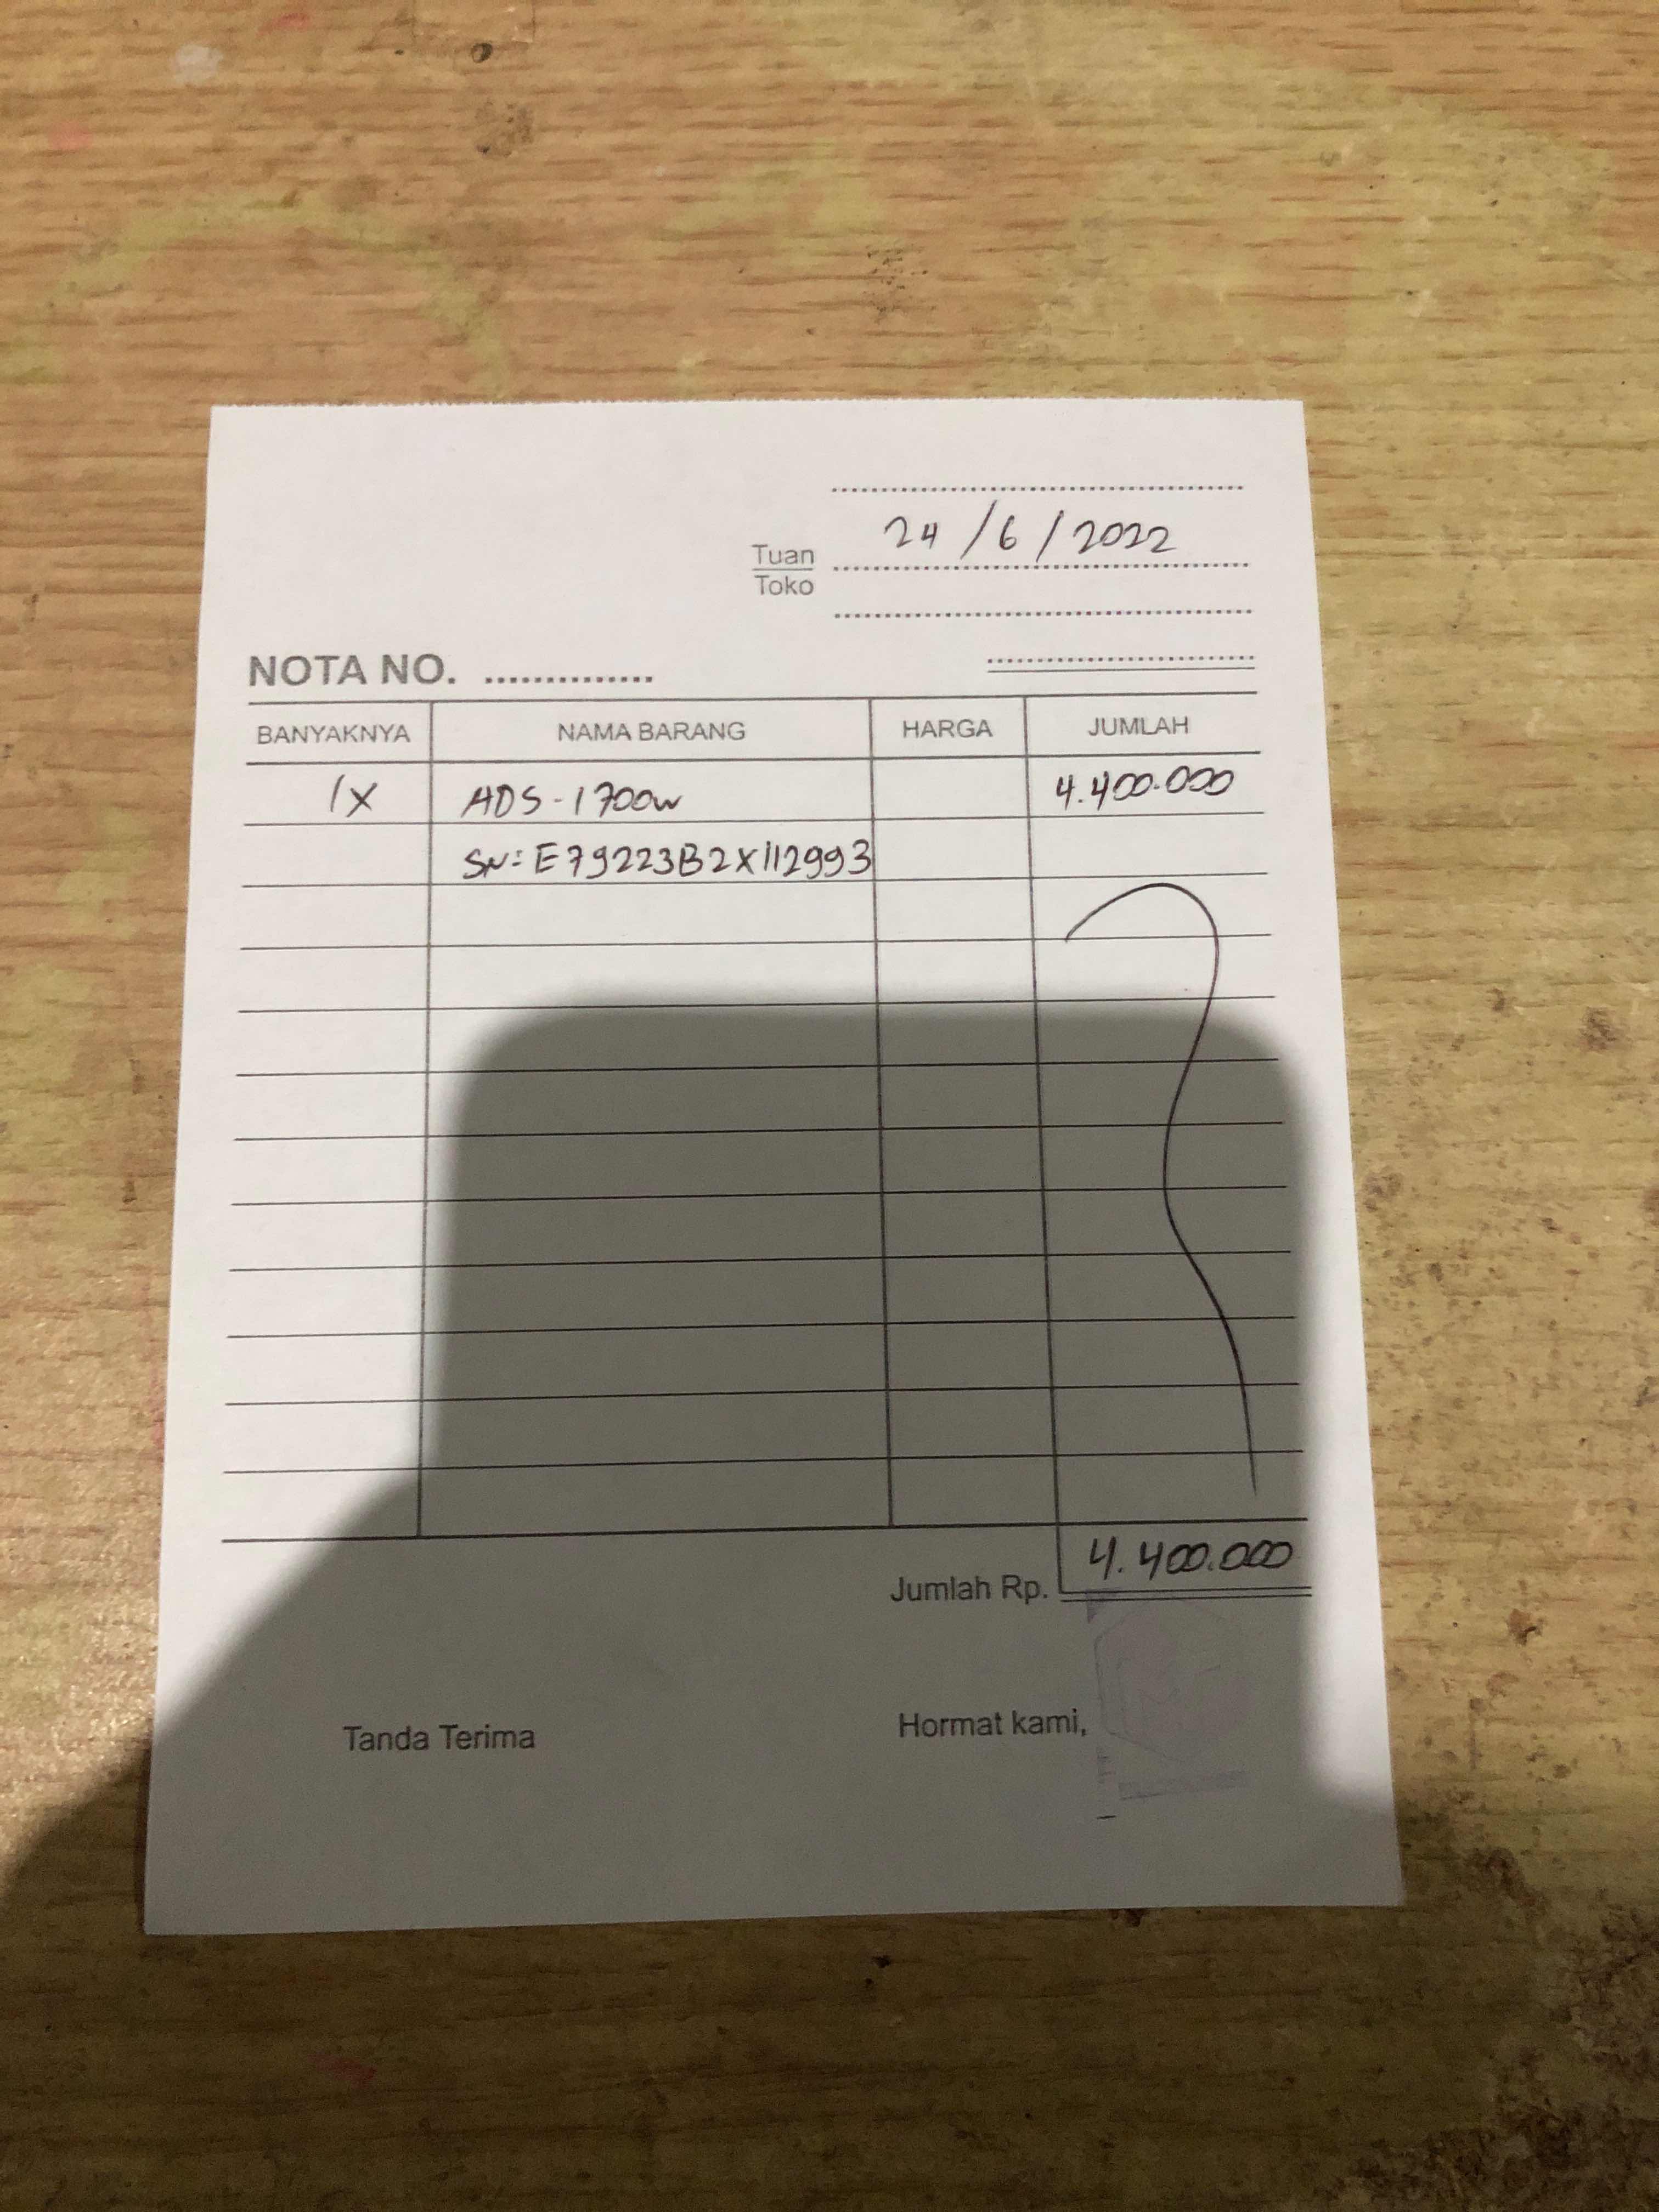 24/6/2022
Tuan
Toko
NOTA NO. ..............
BANYAKNYA NAMA BARANG HARGA JUMLAH
1X ADS-1700W 4.400.000
SN: E79223B2X112993
Jumlah Rp. 4.400.000
Tanda Terima Hormat kami,